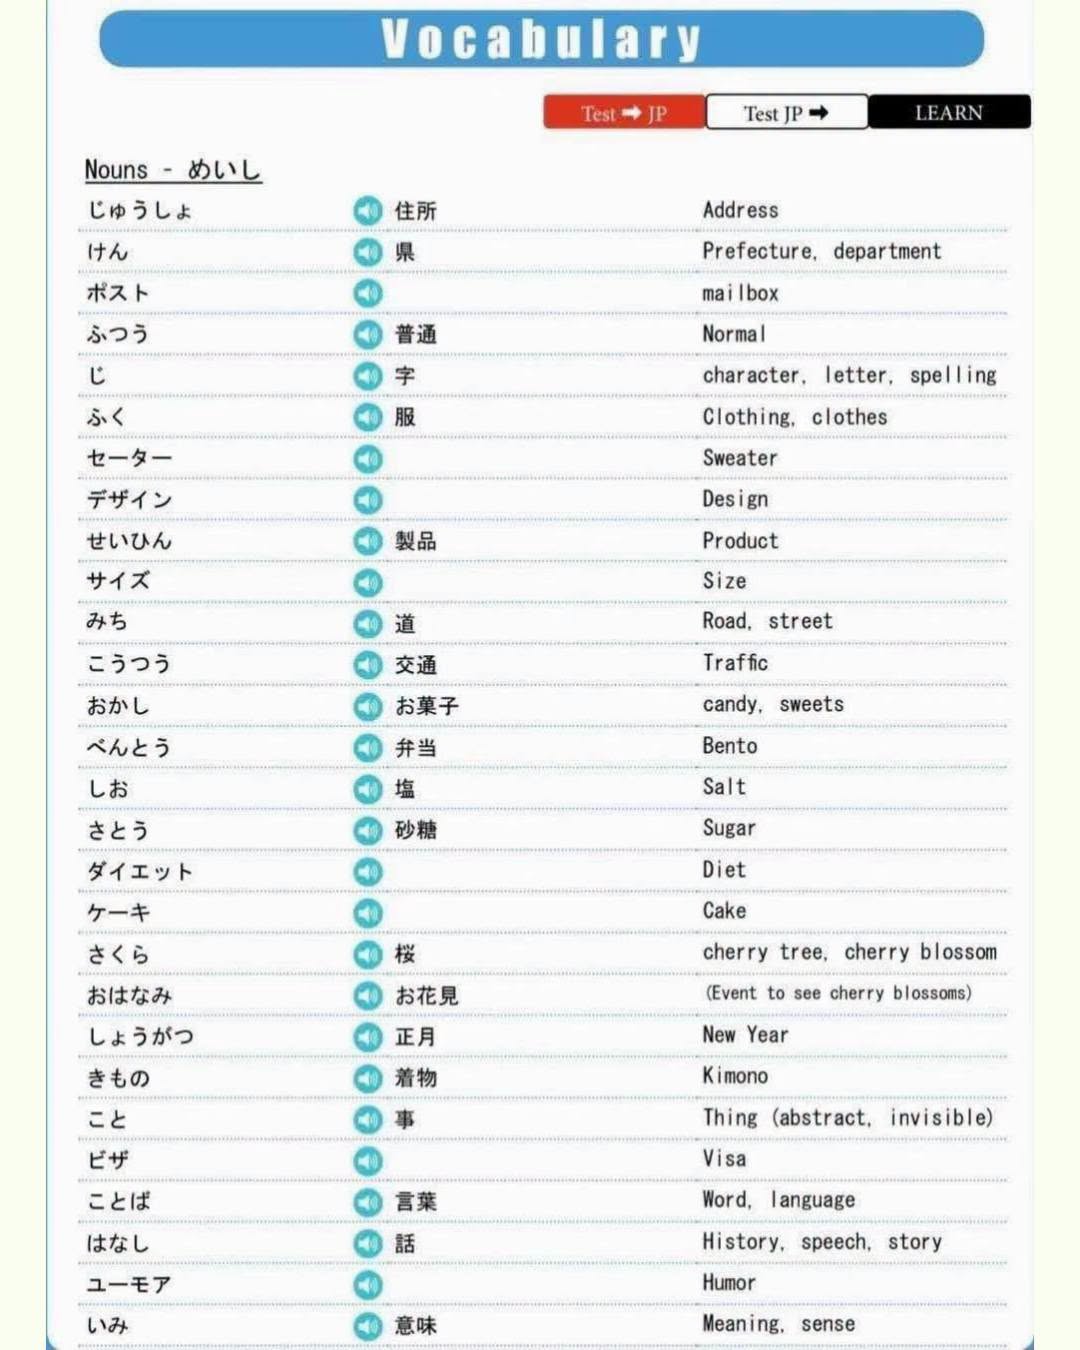 Vocabulary
Test ➡ JP Test JP ➡ LEARN
Nouns - めいし
じゅうしょ 住所 Address
けん 県 Prefecture, department
ポスト mailbox
ふつう 普通 Normal
じ 字 character, letter, spelling
ふく 服 Clothing, clothes
セーター Sweater
デザイン Design
せいひん 製品 Product
サイズ Size
みち 道 Road, street
こうつう 交通 Traffic
おかし お菓子 candy, sweets
べんとう 弁当 Bento
しお 塩 Salt
さとう 砂糖 Sugar
ダイエット Diet
ケーキ Cake
さくら 桜 cherry tree, cherry blossom
おはなみ お花見 (Event to see cherry blossoms)
しょうがつ 正月 New Year
きもの 着物 Kimono
こと 事 Thing (abstract, invisible)
ビザ Visa
ことば 言葉 Word, language
はなし 話 History, speech, story
ユーモア Humor
いみ 意味 Meaning, sense